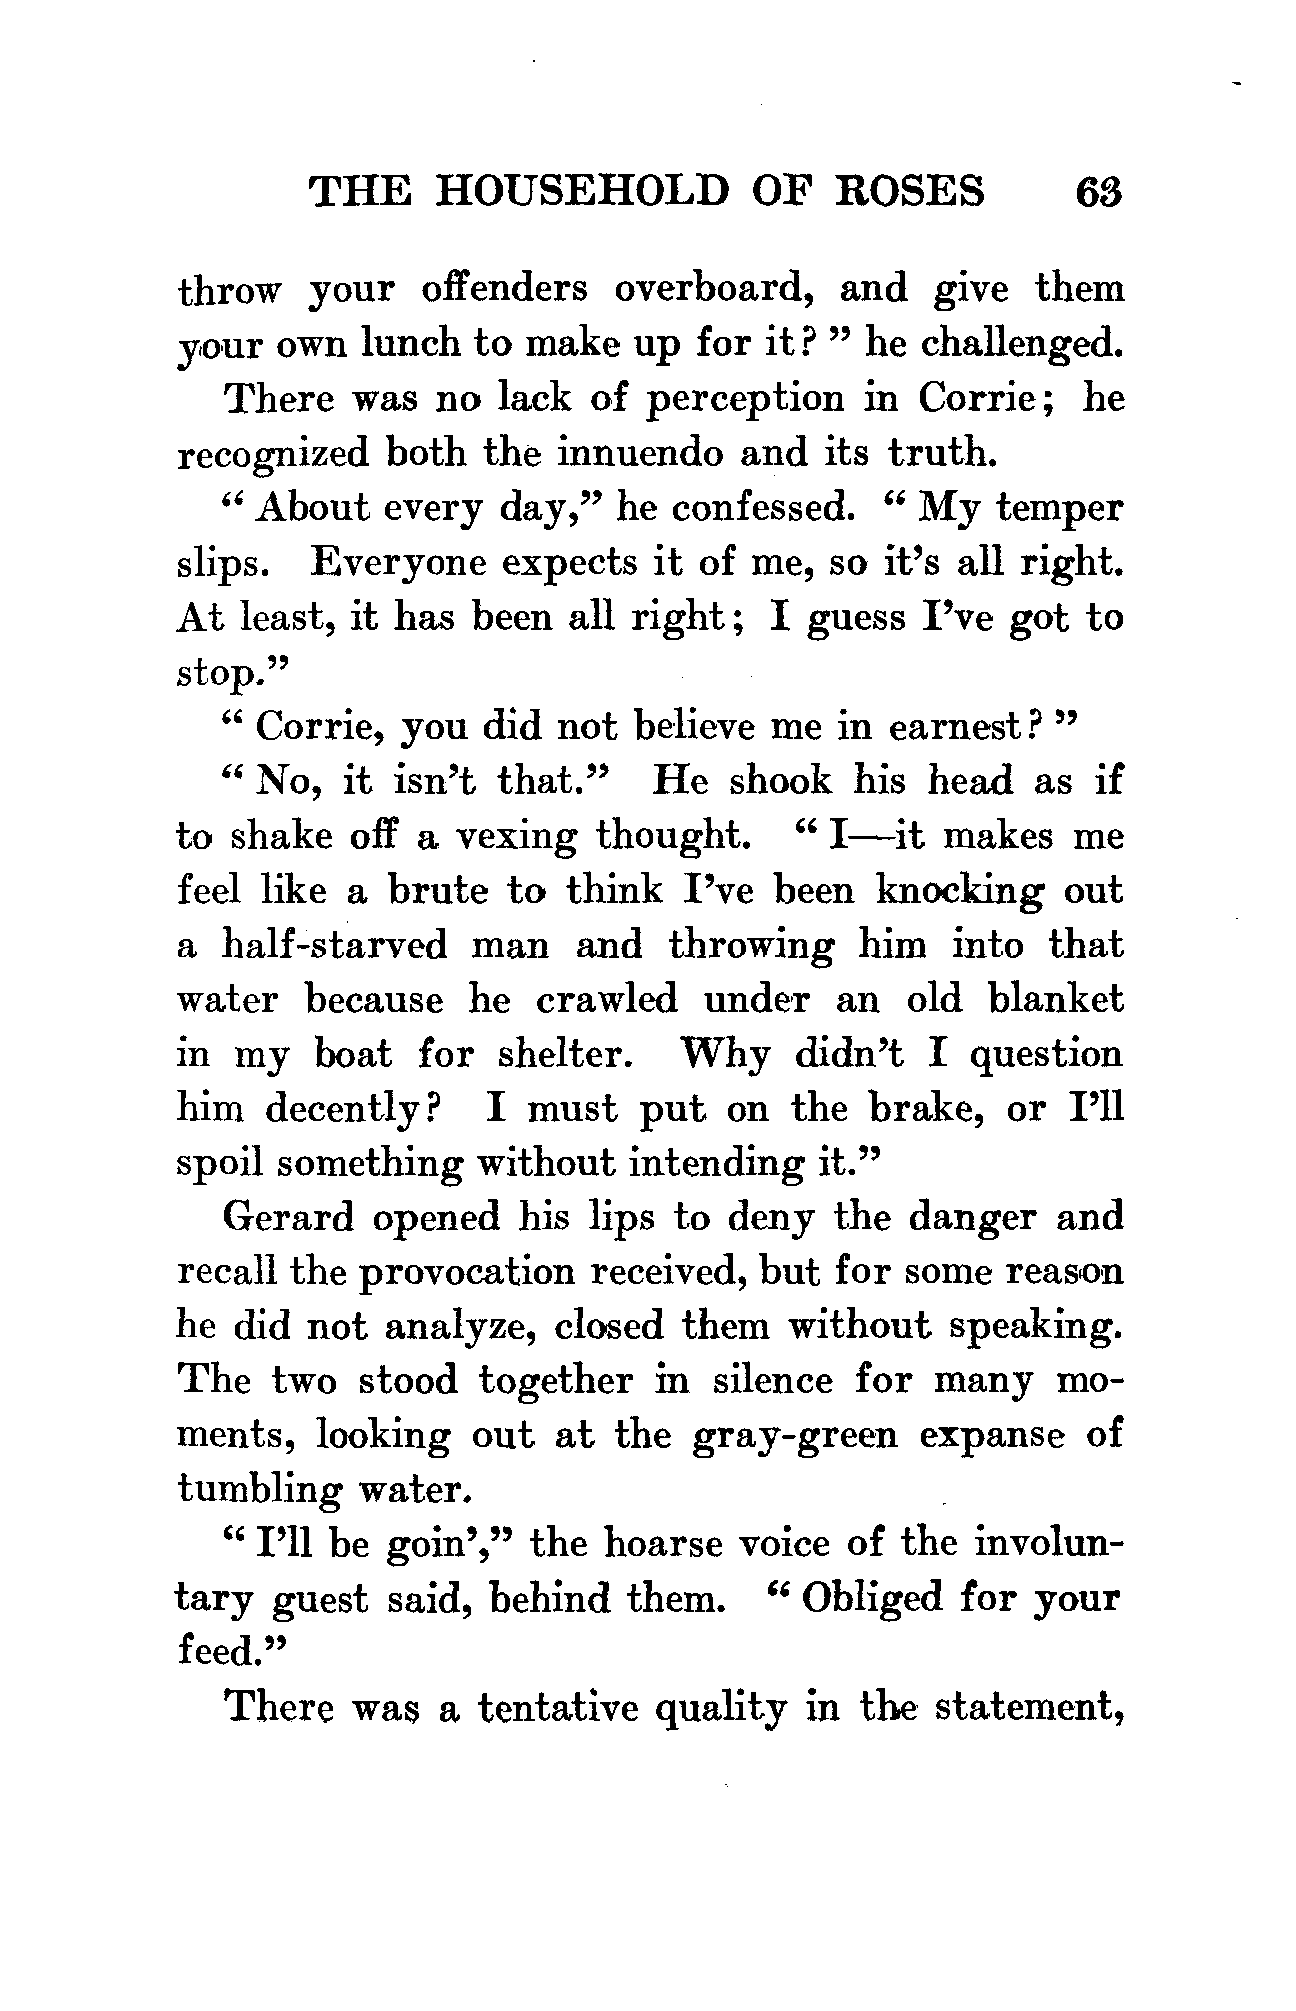 THE HOUSEHOLD OF ROSES 63
throw your offenders overboard, and give them
your own lunch to make up for it? " he challenged.
There was no lack of perception in Corrie; he
recognized both the innuendo and its truth.
" About every day," he confessed. " My temper
slips. Everyone expects it of me, so it's all right.
At least, it has been all right; I guess I've got to
stop."
" Corrie, you did not believe me in earnest? "
" No, it isn't that." He shook his head as if
to shake off a vexing thought. " I—it makes me
feel like a brute to think I've been knocking out
a half-starved man and throwing him into that
water because he crawled under an old blanket
in my boat for shelter. Why didn't I question
him decently? I must put on the brake, or I'll
spoil something without intending it."
Gerard opened his lips to deny the danger and
recall the provocation received, but for some reason
he did not analyze, closed them without speaking.
The two stood together in silence for many mo-
ments, looking out at the gray-green expanse of
tumbling water.
" I'll be goin'," the hoarse voice of the involun-
tary guest said, behind them. " Obliged for your
feed."
There was a tentative quality in the statement,